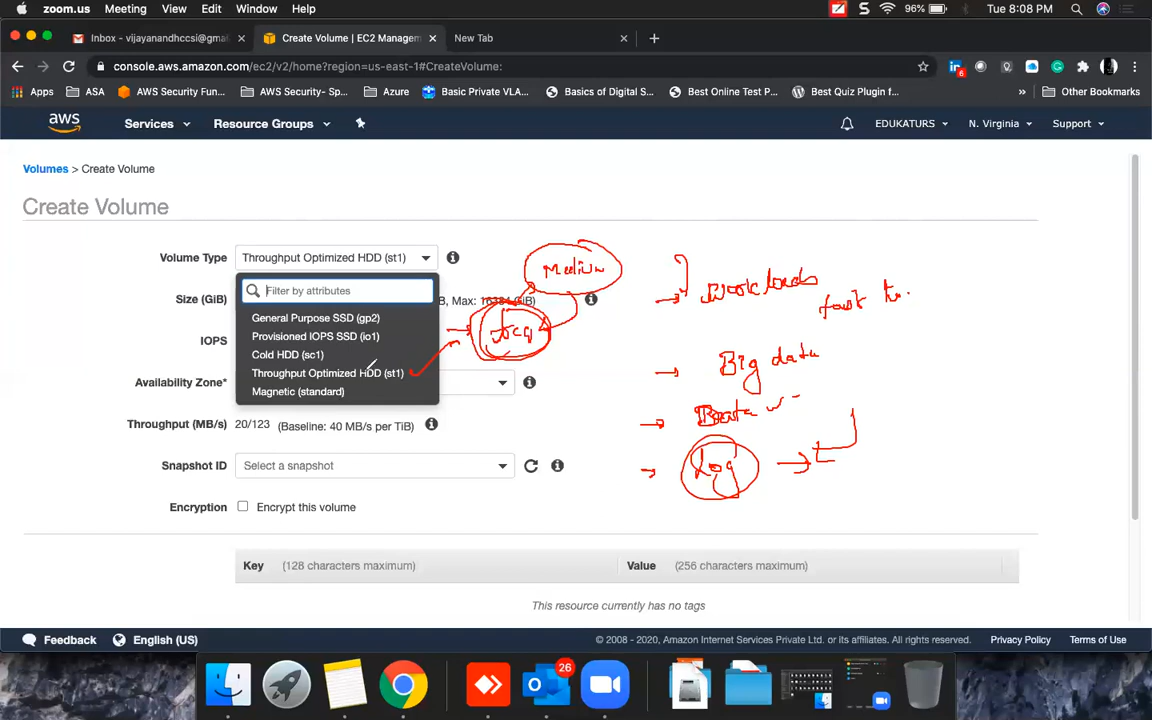 zoom.us Meeting View Edit Window Help 96% Tue 8:08 PM
Inbox - vijayanandhccsi@gmai Create Volume | EC2 Managem New Tab
console.aws.amazon.com/ec2/v2/home?region=us-east-1#CreateVolume:
Apps ASA AWS Security Fun... AWS Security- Sp... Azure Basic Private VLA... Basics of Digital S... Best Online Test P... Best Quiz Plugin f... » Other Bookmarks
aws Services Resource Groups EDUKATURS N. Virginia Support
Volumes > Create Volume
Create Volume
Volume Type Throughput Optimized HDD (st1)
Medium
Filter by attributes
Size (GiB) B, Max: 16384 GiB)
workloads
fast
General Purpose SSD (gp2)
Provisioned IOPS SSD (io1)
IOPS
Cold HDD (sc1)
Big data
Throughput Optimized HDD (st1)
Availability Zone*
Magnetic (standard)
Throughput (MB/s) 20/123 (Baseline: 40 MB/s per TiB)
Snapshot ID Select a snapshot
Log
Encryption Encrypt this volume
Key (128 characters maximum) Value (256 characters maximum)
This resource currently has no tags
Feedback English (US) © 2008 - 2020, Amazon Internet Services Private Ltd. or its affiliates. All rights reserved. Privacy Policy Terms of Use
26